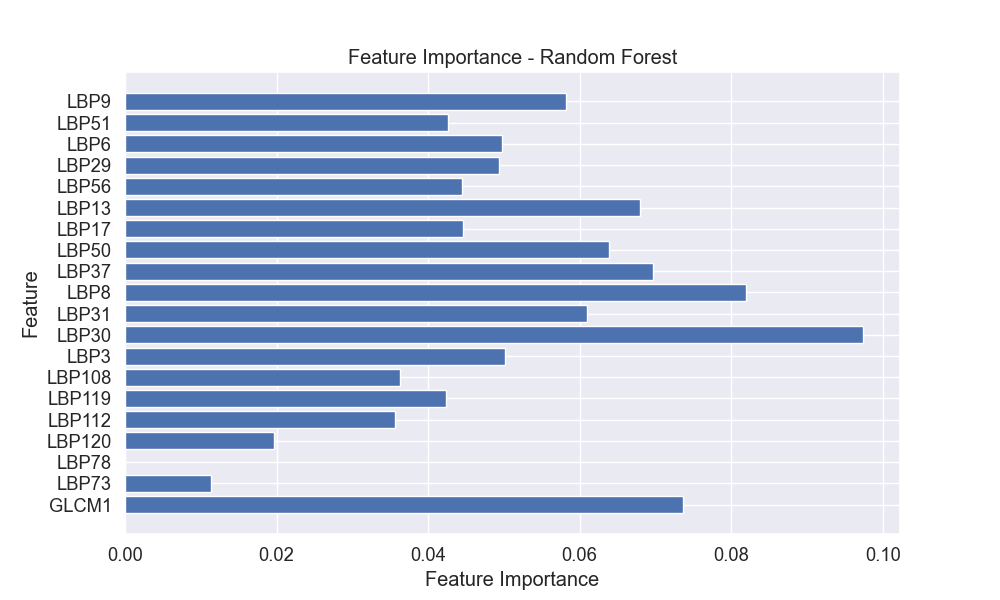 Feature Importance - Random Forest
LBP9
LBP51
LBP6
LBP29
LBP56
LBP13
LBP17
LBP50
LBP37
LBP8
LBP31
LBP30
LBP3
LBP108
LBP119
LBP112
LBP120
LBP78
LBP73
GLCM1
Feature
0.00 0.02 0.04 0.06 0.08 0.10
Feature Importance